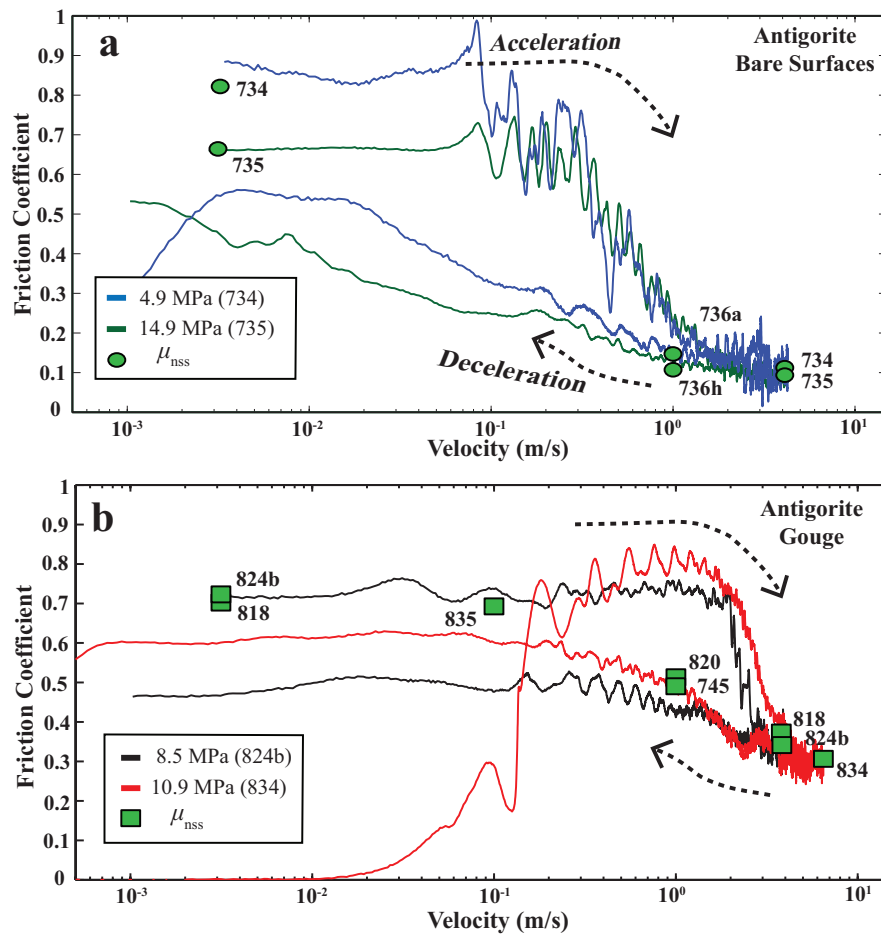 a
Acceleration
Antigorite
Bare Surfaces
1
0.9
0.8
0.7
0.6
0.5
0.4
0.3
0.2
0.1
0
Friction Coefficient
734
735
4.9 MPa (734)
14.9 MPa (735)
μnss
Deceleration
736a
736h
734
735
10⁻³
10⁻²
10⁻¹
10⁰
10¹
Velocity (m/s)
b
Antigorite
Gouge
1
0.9
0.8
0.7
0.6
0.5
0.4
0.3
0.2
0.1
0
Friction Coefficient
824b
818
835
820
745
818
824b
834
8.5 MPa (824b)
10.9 MPa (834)
μnss
10⁻³
10⁻²
10⁻¹
10⁰
10¹
Velocity (m/s)